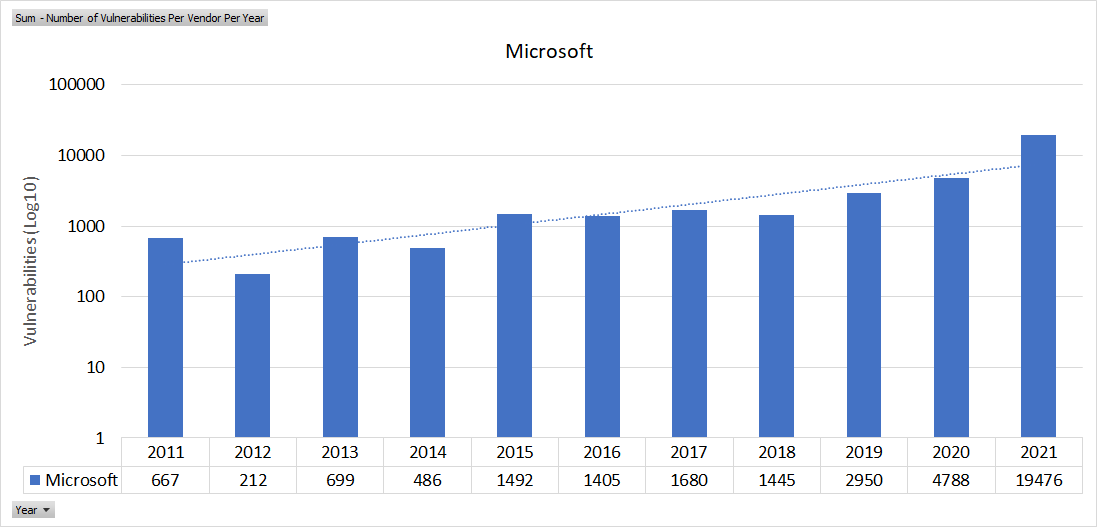 Sum - Number of Vulnerabilities Per Vendor Per Year
Microsoft
Vulnerabilities (Log10)
100000
10000
1000
100
10
1
2011 2012 2013 2014 2015 2016 2017 2018 2019 2020 2021
Microsoft 667 212 699 486 1492 1405 1680 1445 2950 4788 19476
Year